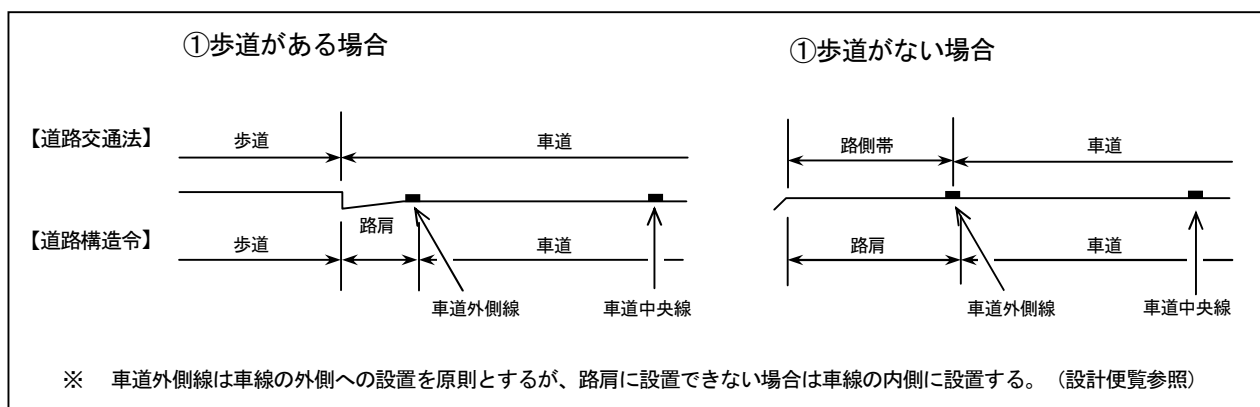 ①歩道がある場合
①歩道がない場合
【道路交通法】
歩道
車道
路側帯
車道
【道路構造令】
歩道
路肩
車道
路肩
車道
車道外側線
車道中央線
車道外側線
車道中央線
※　車道外側線は車線の外側への設置を原則とするが、路肩に設置できない場合は車線の内側に設置する。（設計便覧参照）